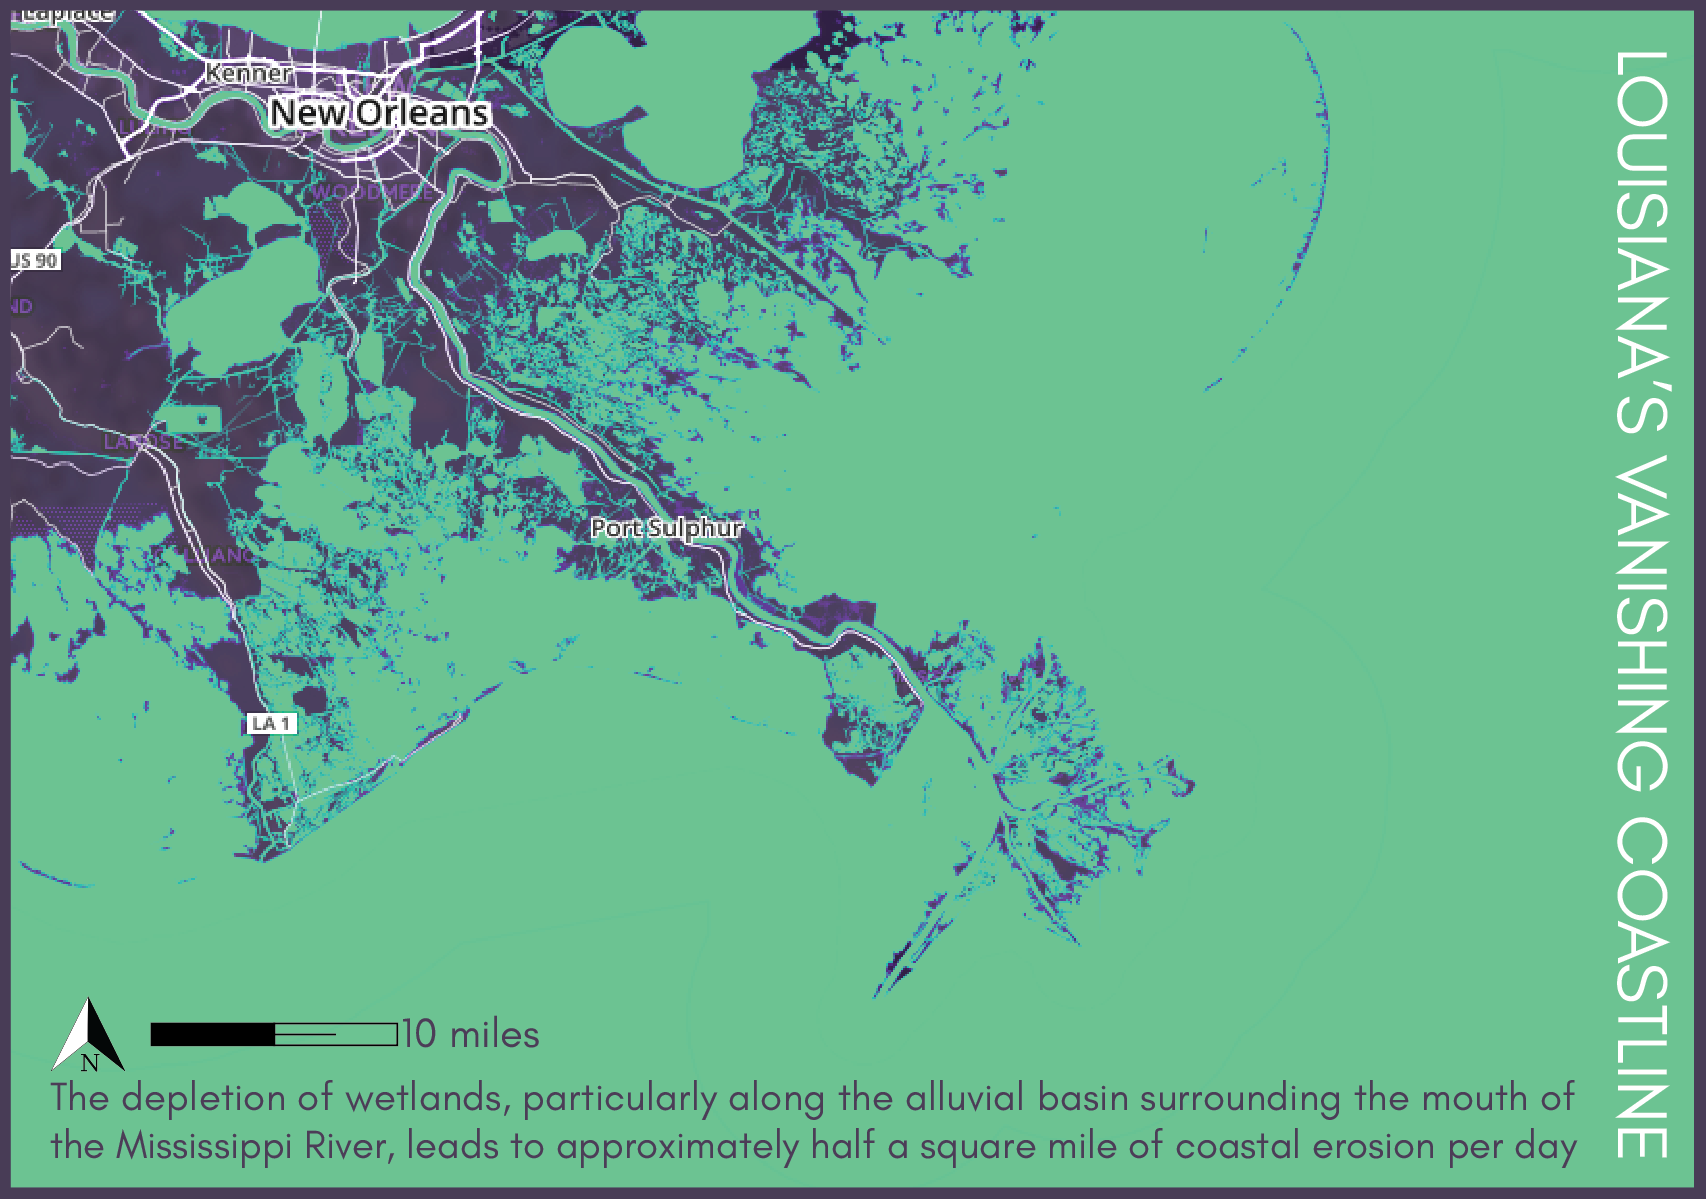 Laplace
Kenner
New Orleans
WOODMERE
US 90
ND
LAROSE
Port Sulphur
LA 1
N
10 miles
The depletion of wetlands, particularly along the alluvial basin surrounding the mouth of
the Mississippi River, leads to approximately half a square mile of coastal erosion per day
LOUISIANA'S VANISHING COASTLINE